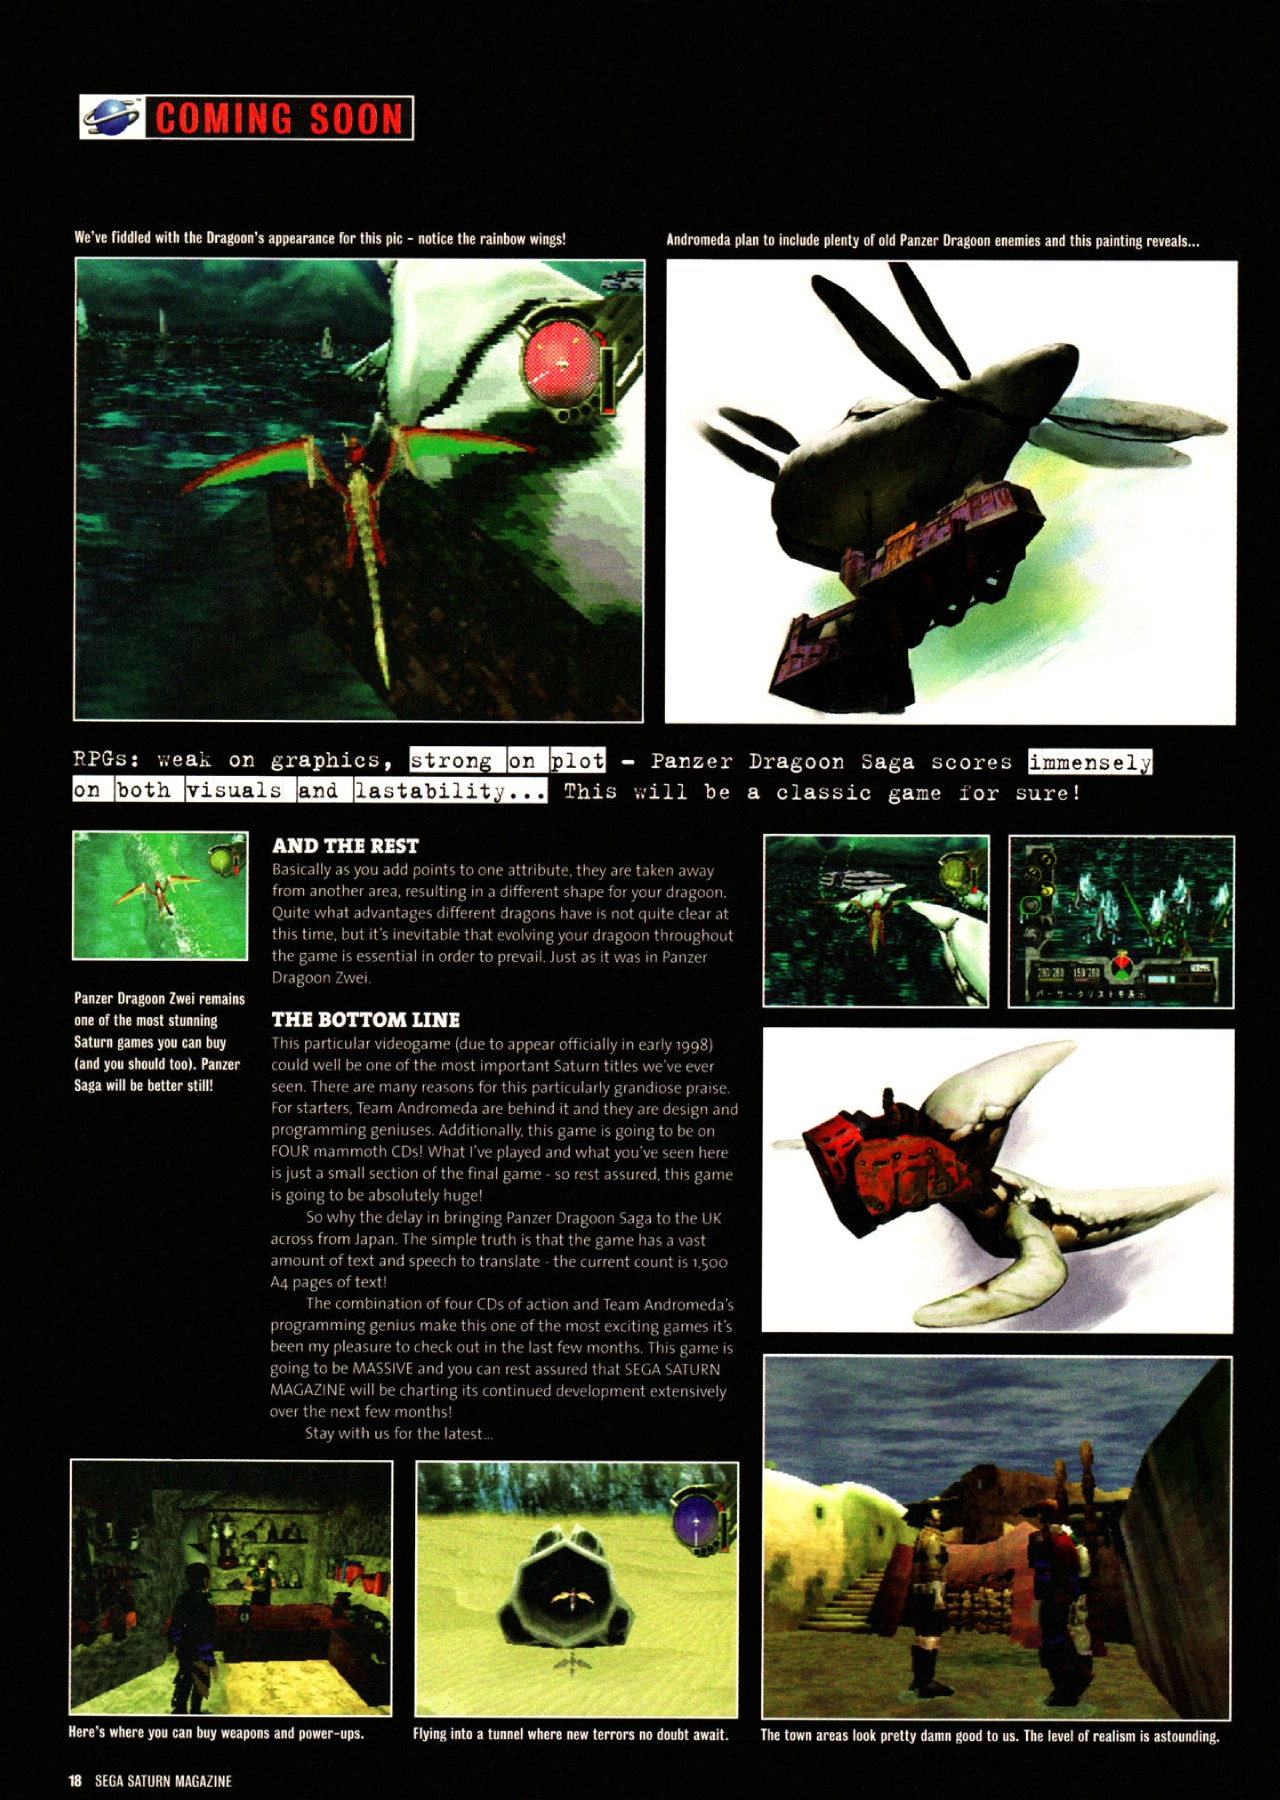 COMING SOON
We've fiddled with the Dragoon's appearance for this pic - notice the rainbow wings!
Andromeda plan to include plenty of old Panzer Dragoon enemies and this painting reveals...
RPGs: weak on graphics, strong on plot – Panzer Dragoon Saga scores immensely
on both visuals and lastability... This will be a classic game for sure!
Panzer Dragoon Zwei remains
one of the most stunning
Saturn games you can buy
(and you should too). Panzer
Saga will be better still!
AND THE REST
Basically as you add points to one attribute, they are taken away
from another area, resulting in a different shape for your dragoon.
Quite what advantages different dragons have is not quite clear at
this time, but it's inevitable that evolving your dragoon throughout
the game is essential in order to prevail. Just as it was in Panzer
Dragoon Zwei.
THE BOTTOM LINE
This particular videogame (due to appear officially in early 1998)
could well be one of the most important Saturn titles we've ever
seen. There are many reasons for this particularly grandiose praise.
For starters, Team Andromeda are behind it and they are design and
programming geniuses. Additionally, this game is going to be on
FOUR mammoth CDs! What I've played and what you've seen here
is just a small section of the final game - so rest assured, this game
is going to be absolutely huge!
So why the delay in bringing Panzer Dragoon Saga to the UK
across from Japan. The simple truth is that the game has a vast
amount of text and speech to translate - the current count is 1,500
A4 pages of text!
The combination of four CDs of action and Team Andromeda's
programming genius make this one of the most exciting games it's
been my pleasure to check out in the last few months. This game is
going to be MASSIVE and you can rest assured that SEGA SATURN
MAGAZINE will be charting its continued development extensively
over the next few months!
Stay with us for the latest...
バーサークリストを表示
Here's where you can buy weapons and power-ups.
Flying into a tunnel where new terrors no doubt await.
The town areas look pretty damn good to us. The level of realism is astounding.
18 SEGA SATURN MAGAZINE